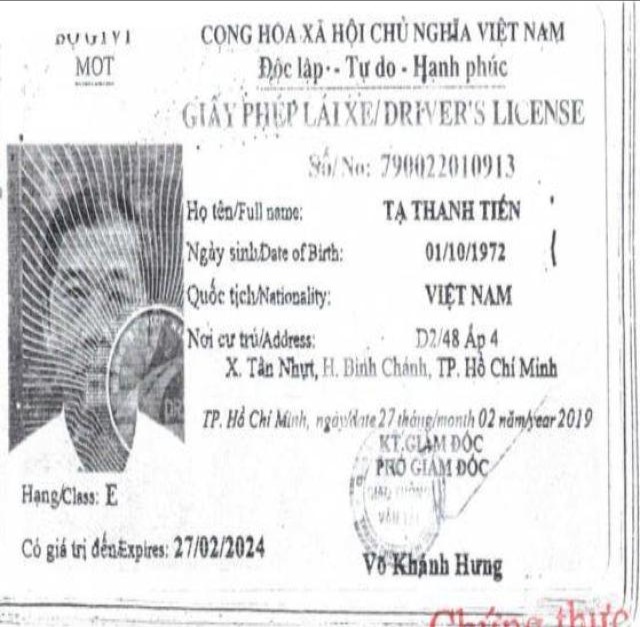 BỘ GTVT
CỘNG HÒA XÃ HỘI CHỦ NGHĨA VIỆT NAM
MOT
Độc lập - Tự do - Hạnh phúc
GIẤY PHÉP LÁI XE/DRIVER'S LICENSE
Số/No: 790022010913
Họ tên/Full name: TẠ THANH TIẾN
Ngày sinh/Date of Birth: 01/10/1972
Quốc tịch/Nationality: VIỆT NAM
Nơi cư trú/Address: D2/48 Ấp 4
X. Tân Nhựt, H. Bình Chánh, TP. Hồ Chí Minh
TP. Hồ Chí Minh, ngày/date 27 tháng/month 02 năm/year 2019
KT.GIÁM ĐỐC
PHÓ GIÁM ĐỐC
GIAO THÔNG
VẬN TẢI
Hạng/Class: E
Có giá trị đến/Expires: 27/02/2024
Võ Khánh Hưng
Chứng thực